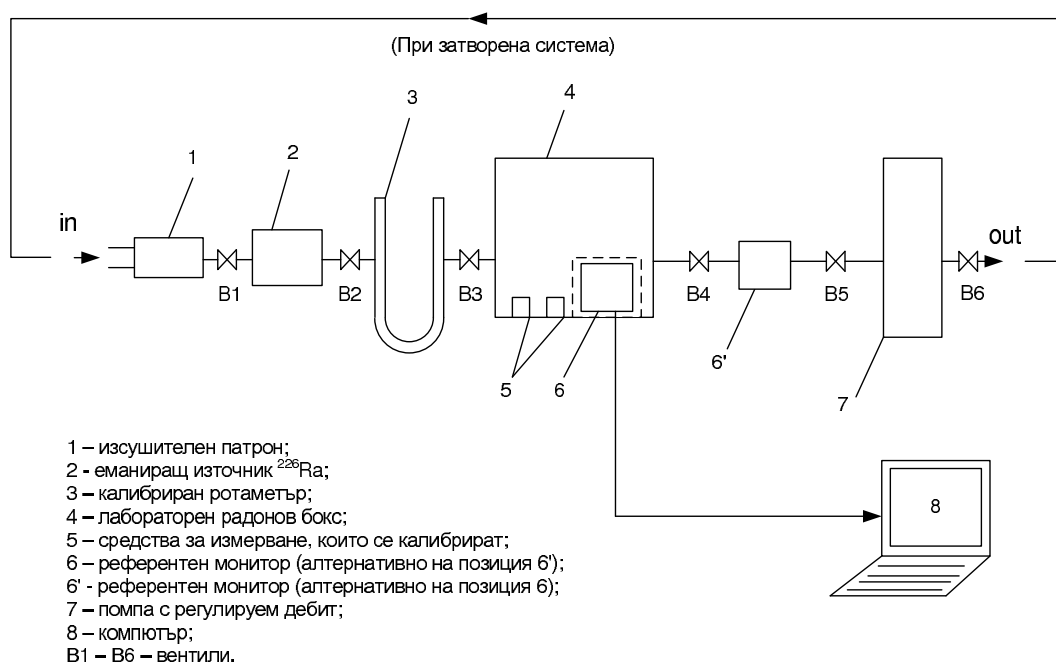 (При затворена система)
3
4
1
2
in
out
B1
B2
B3
B4
B5
B6
6'
5
6
7
8
1 – изсушителен патрон;
2 - еманиращ източник ²²⁶Ra;
3 – калибриран ротаметър;
4 – лабораторен радонов бокс;
5 – средства за измерване, които се калибрират;
6 – референтен монитор (алтернативно на позиция 6');
6' - референтен монитор (алтернативно на позиция 6);
7 – помпа с регулируем дебит;
8 – компютър;
B1 – B6 – вентили.